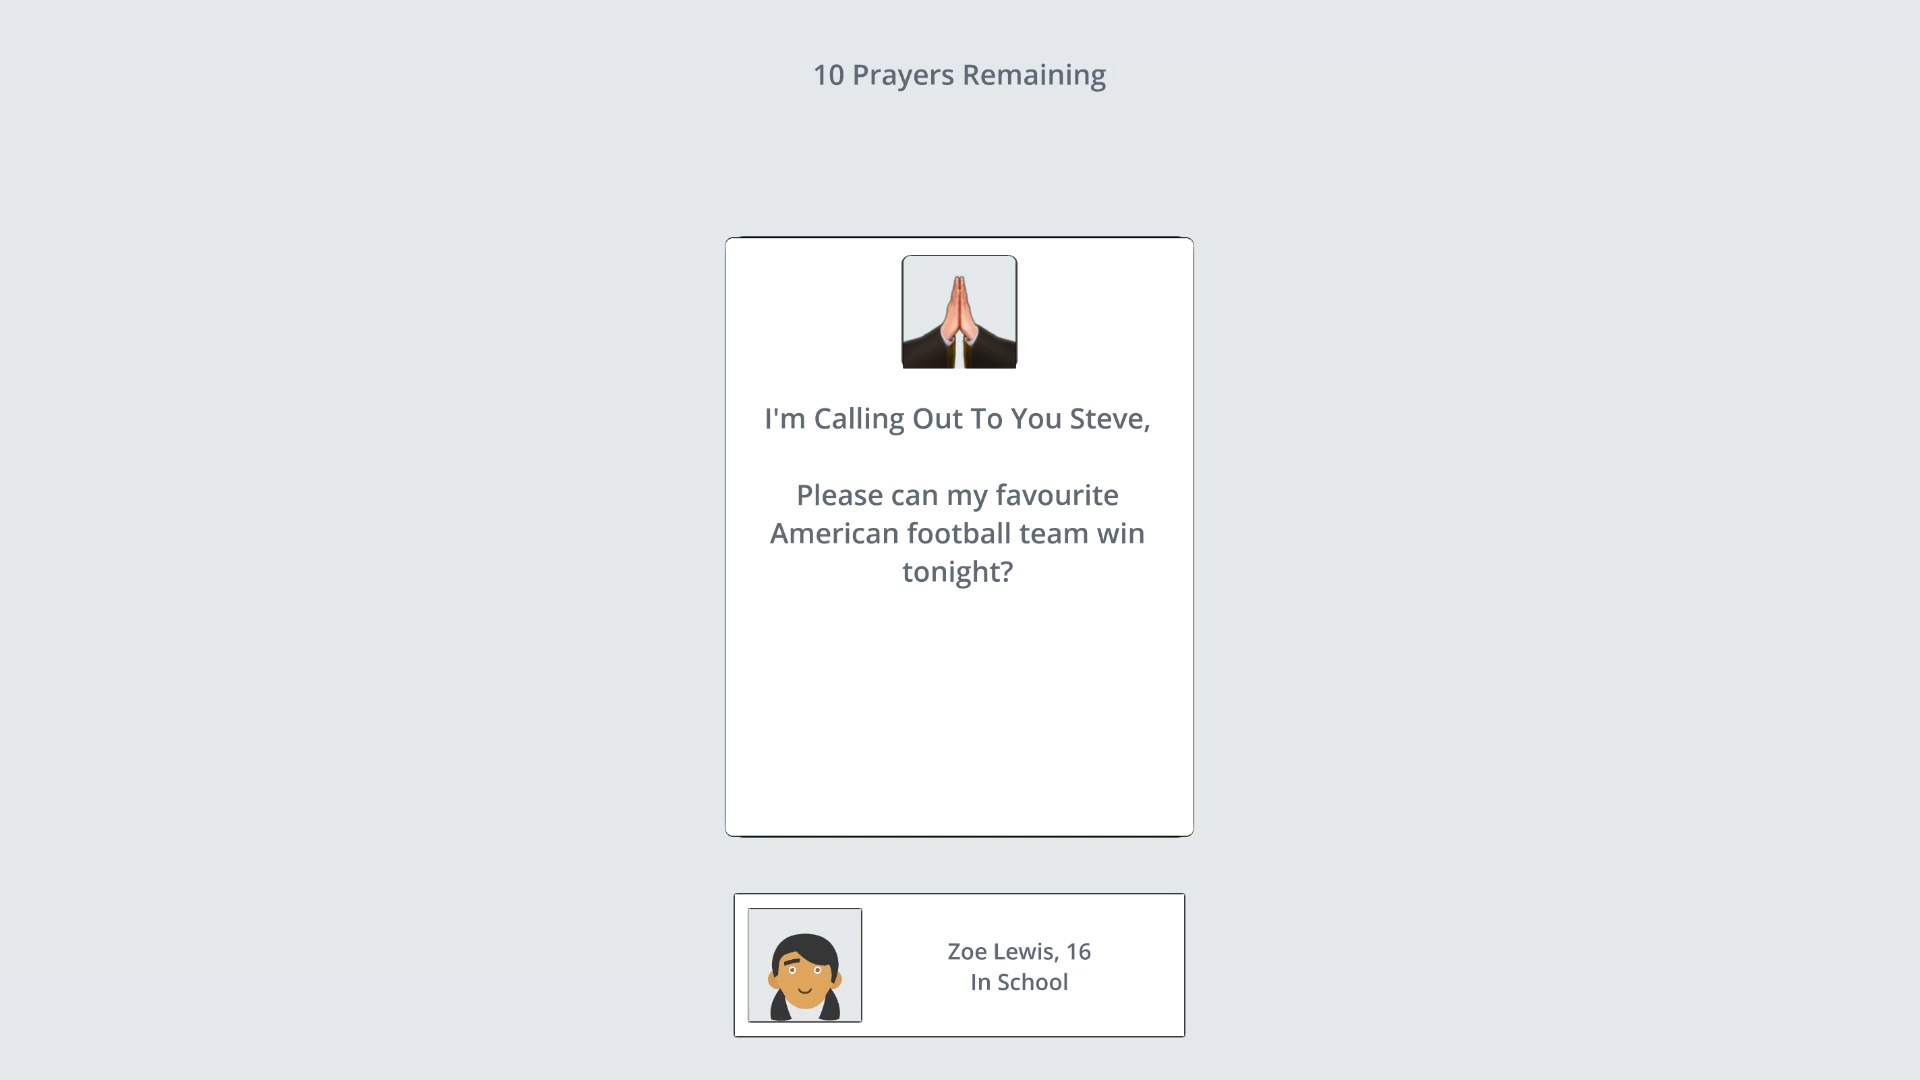 10 Prayers Remaining
I'm Calling Out To You Steve,
Please can my favourite
American football team win
tonight?
Zoe Lewis, 16
In School